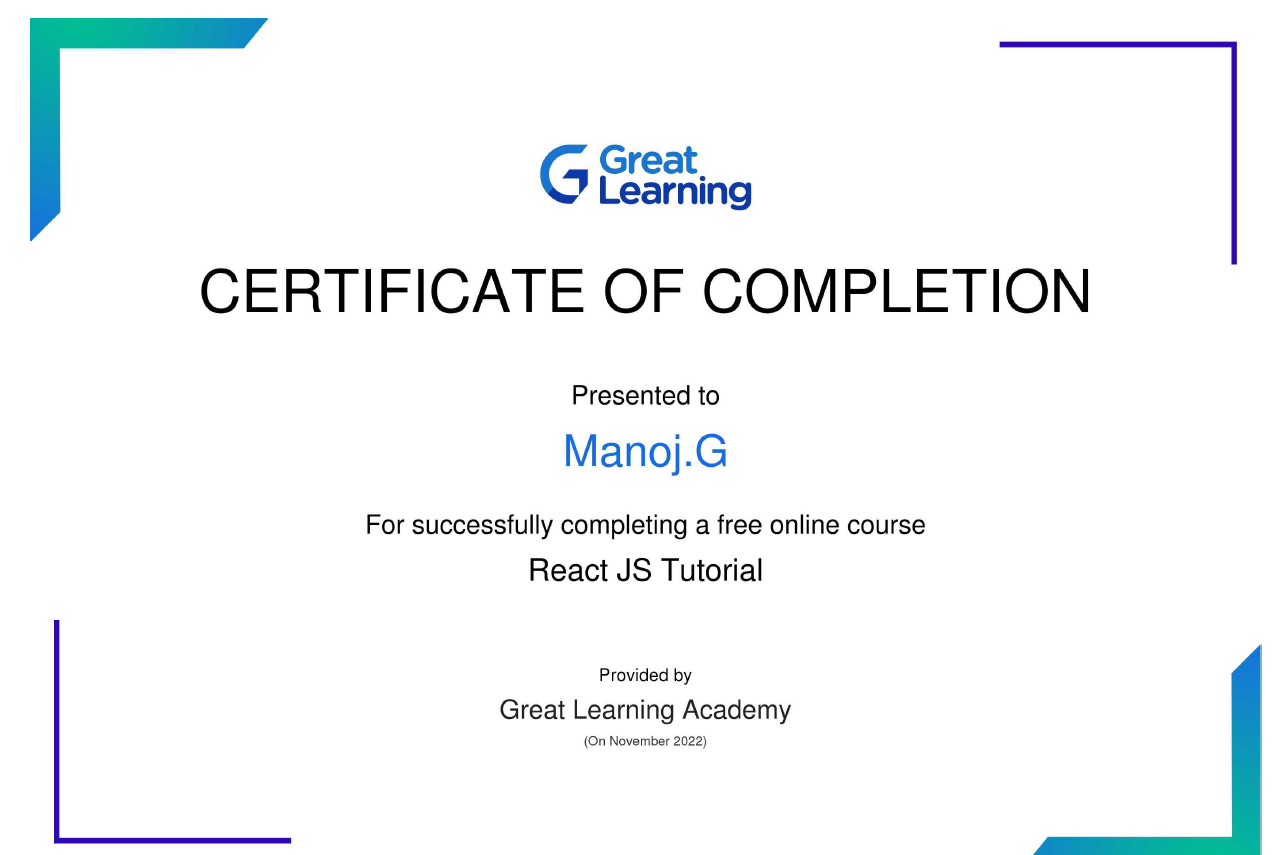 Great
Learning
CERTIFICATE OF COMPLETION
Presented to
Manoj.G
For successfully completing a free online course
React JS Tutorial
Provided by
Great Learning Academy
(On November 2022)